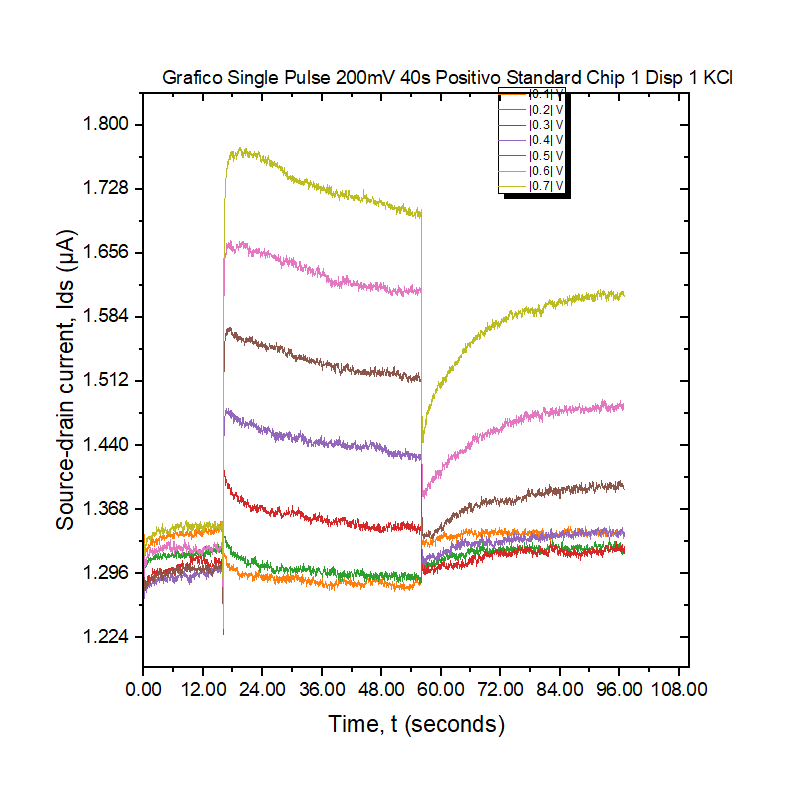 Grafico Single Pulse 200mV 40s Positivo Standard Chip 1 Disp 1 KCl
|0.1| V
|0.2| V
|0.3| V
|0.4| V
|0.5| V
|0.6| V
|0.7| V
1.800
1.728
1.656
1.584
1.512
1.440
1.368
1.296
1.224
Source-drain current, Ids (µA)
0.00 12.00 24.00 36.00 48.00 60.00 72.00 84.00 96.00 108.00
Time, t (seconds)